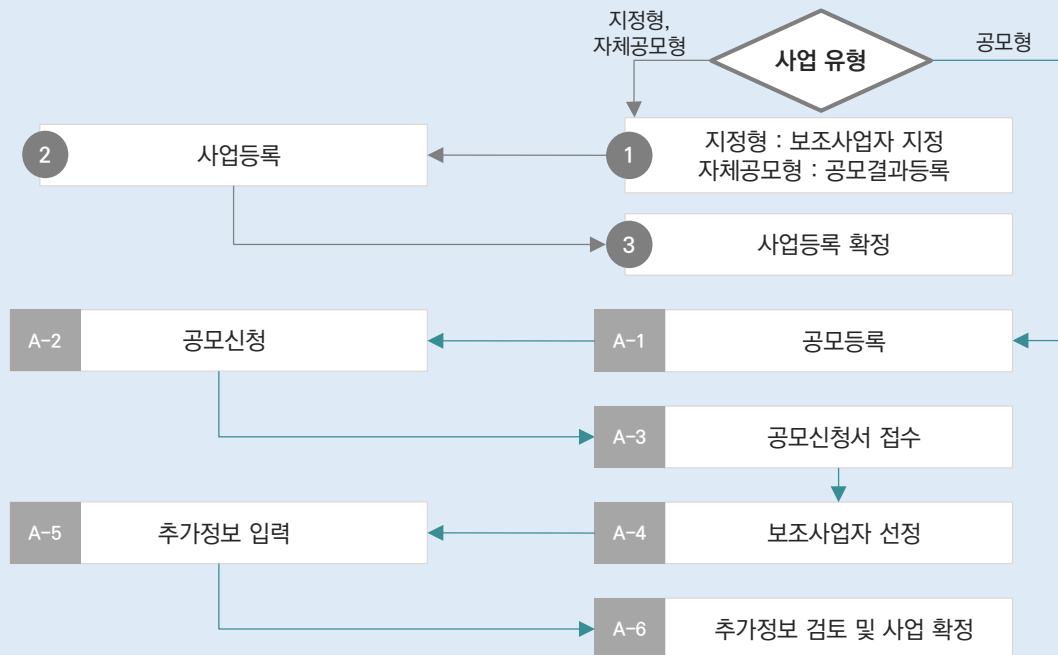 지정형,
자체공모형
사업 유형
공모형
2
사업등록
1
지정형 : 보조사업자 지정
자체공모형 : 공모결과등록
3
사업등록 확정
A-2
공모신청
A-1
공모등록
A-3
공모신청서 접수
A-5
추가정보 입력
A-4
보조사업자 선정
A-6
추가정보 검토 및 사업 확정